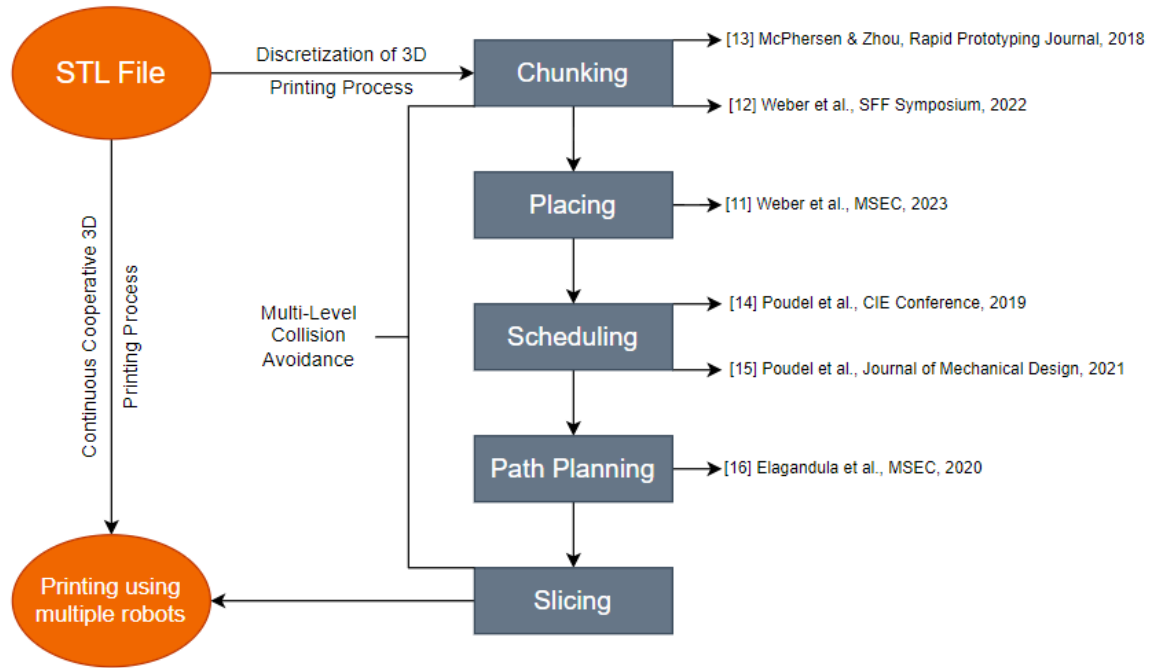 STL File
Discretization of 3D
Printing Process
Chunking
[13] McPhersen & Zhou, Rapid Prototyping Journal, 2018
[12] Weber et al., SFF Symposium, 2022
Placing
[11] Weber et al., MSEC, 2023
Continuous Cooperative 3D
Printing Process
Multi-Level
Collision
Avoidance
Scheduling
[14] Poudel et al., CIE Conference, 2019
[15] Poudel et al., Journal of Mechanical Design, 2021
Path Planning
[16] Elagandula et al., MSEC, 2020
Slicing
Printing using
multiple robots